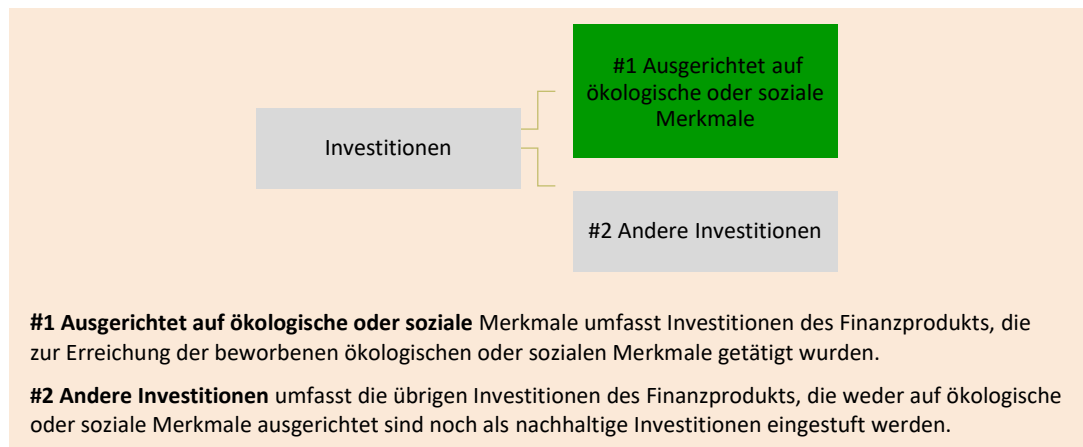 #1 Ausgerichtet auf
ökologische oder soziale
Merkmale
Investitionen
#2 Andere Investitionen
#1 Ausgerichtet auf ökologische oder soziale Merkmale umfasst Investitionen des Finanzprodukts, die
zur Erreichung der beworbenen ökologischen oder sozialen Merkmale getätigt wurden.
#2 Andere Investitionen umfasst die übrigen Investitionen des Finanzprodukts, die weder auf ökologische
oder soziale Merkmale ausgerichtet sind noch als nachhaltige Investitionen eingestuft werden.